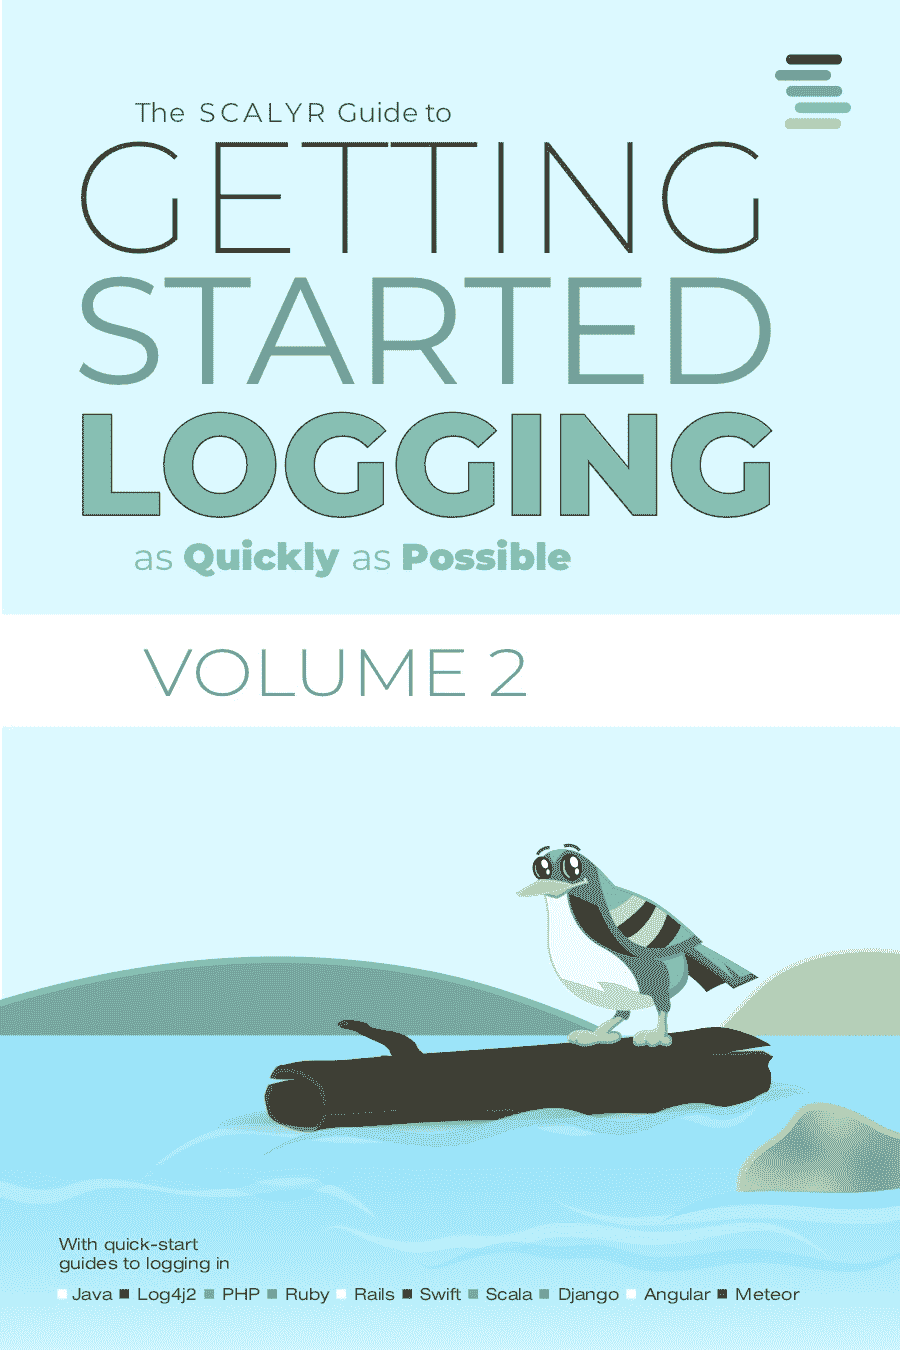 The SCALYR Guide to
GETTING
STARTED
LOGGING
as Quickly as Possible
VOLUME 2
With quick-start
guides to logging in
Java Log4j2 PHP Ruby Rails Swift Scala Django Angular Meteor